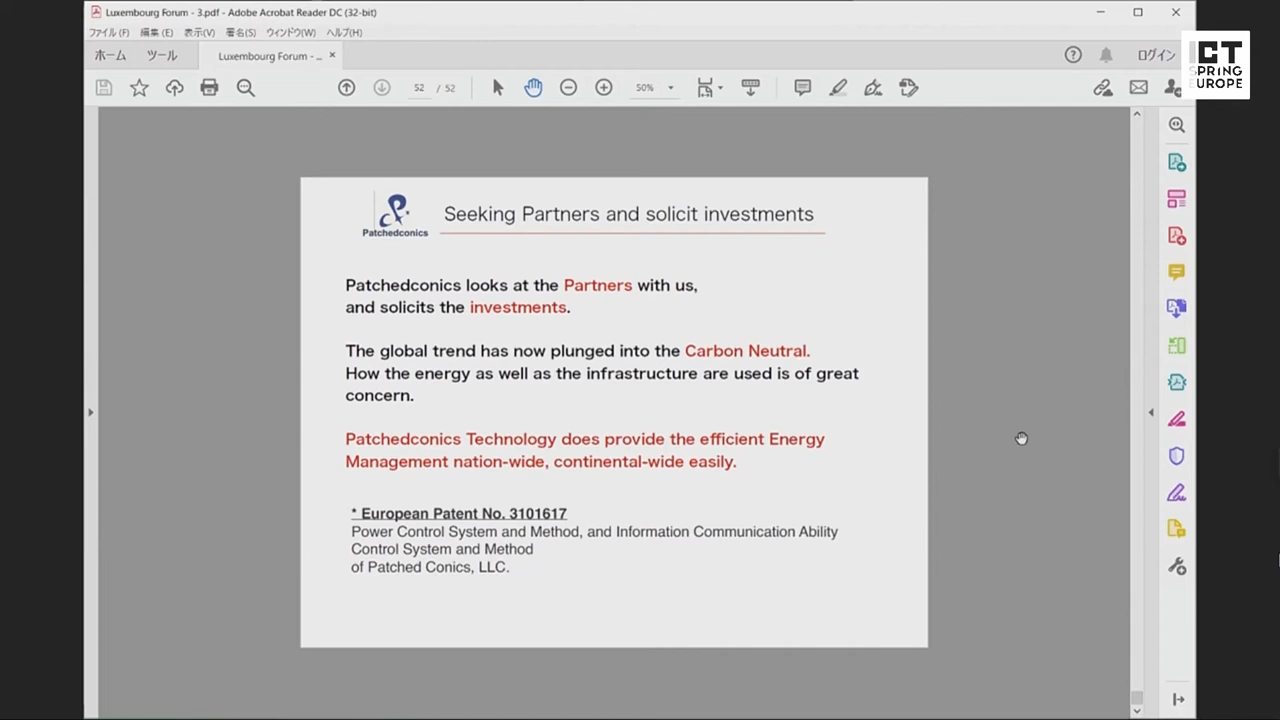 Luxembourg Forum - 3.pdf - Adobe Acrobat Reader DC (32-bit)
ファイル(F) 編集(E) 表示(V) 署名(S) ウィンドウ(W) ヘルプ(H)
ホーム ツール Luxembourg Forum - ... × ログイン
ICT
SPRING
EUROPE
52 / 52 50%
Patchedconics
Seeking Partners and solicit investments
Patchedconics looks at the Partners with us,
and solicits the investments.
The global trend has now plunged into the Carbon Neutral.
How the energy as well as the infrastructure are used is of great
concern.
Patchedconics Technology does provide the efficient Energy
Management nation-wide, continental-wide easily.
* European Patent No. 3101617
Power Control System and Method, and Information Communication Ability
Control System and Method
of Patched Conics, LLC.